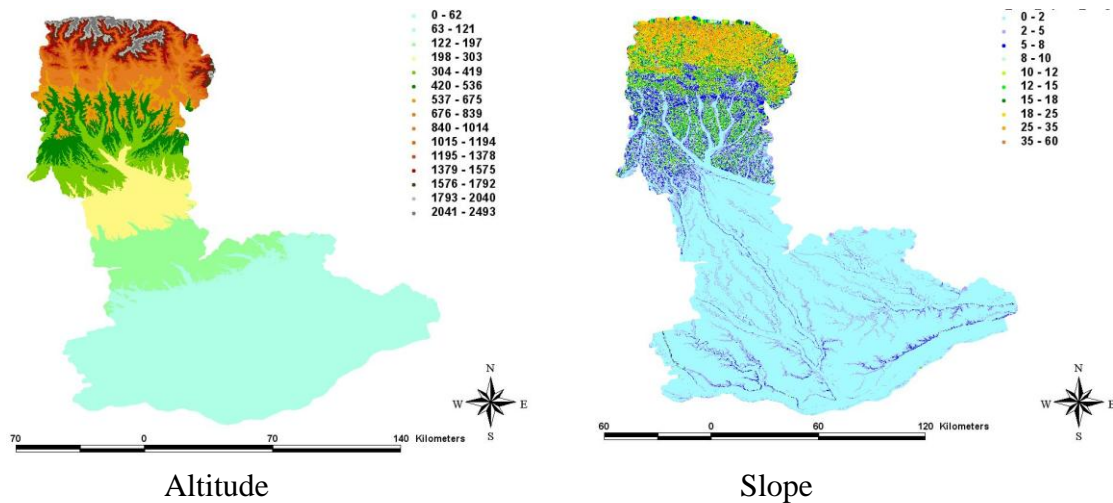 0 - 62
63 - 121
122 - 197
198 - 303
304 - 419
420 - 536
537 - 675
676 - 839
840 - 1014
1015 - 1194
1195 - 1378
1379 - 1575
1576 - 1792
1793 - 2040
2041 - 2493
N
W E
S
70 0 70 140 Kilometers
Altitude
0 - 2
2 - 5
5 - 8
8 - 10
10 - 12
12 - 15
15 - 18
18 - 25
25 - 35
35 - 60
N
W E
S
60 0 60 120 Kilometers
Slope